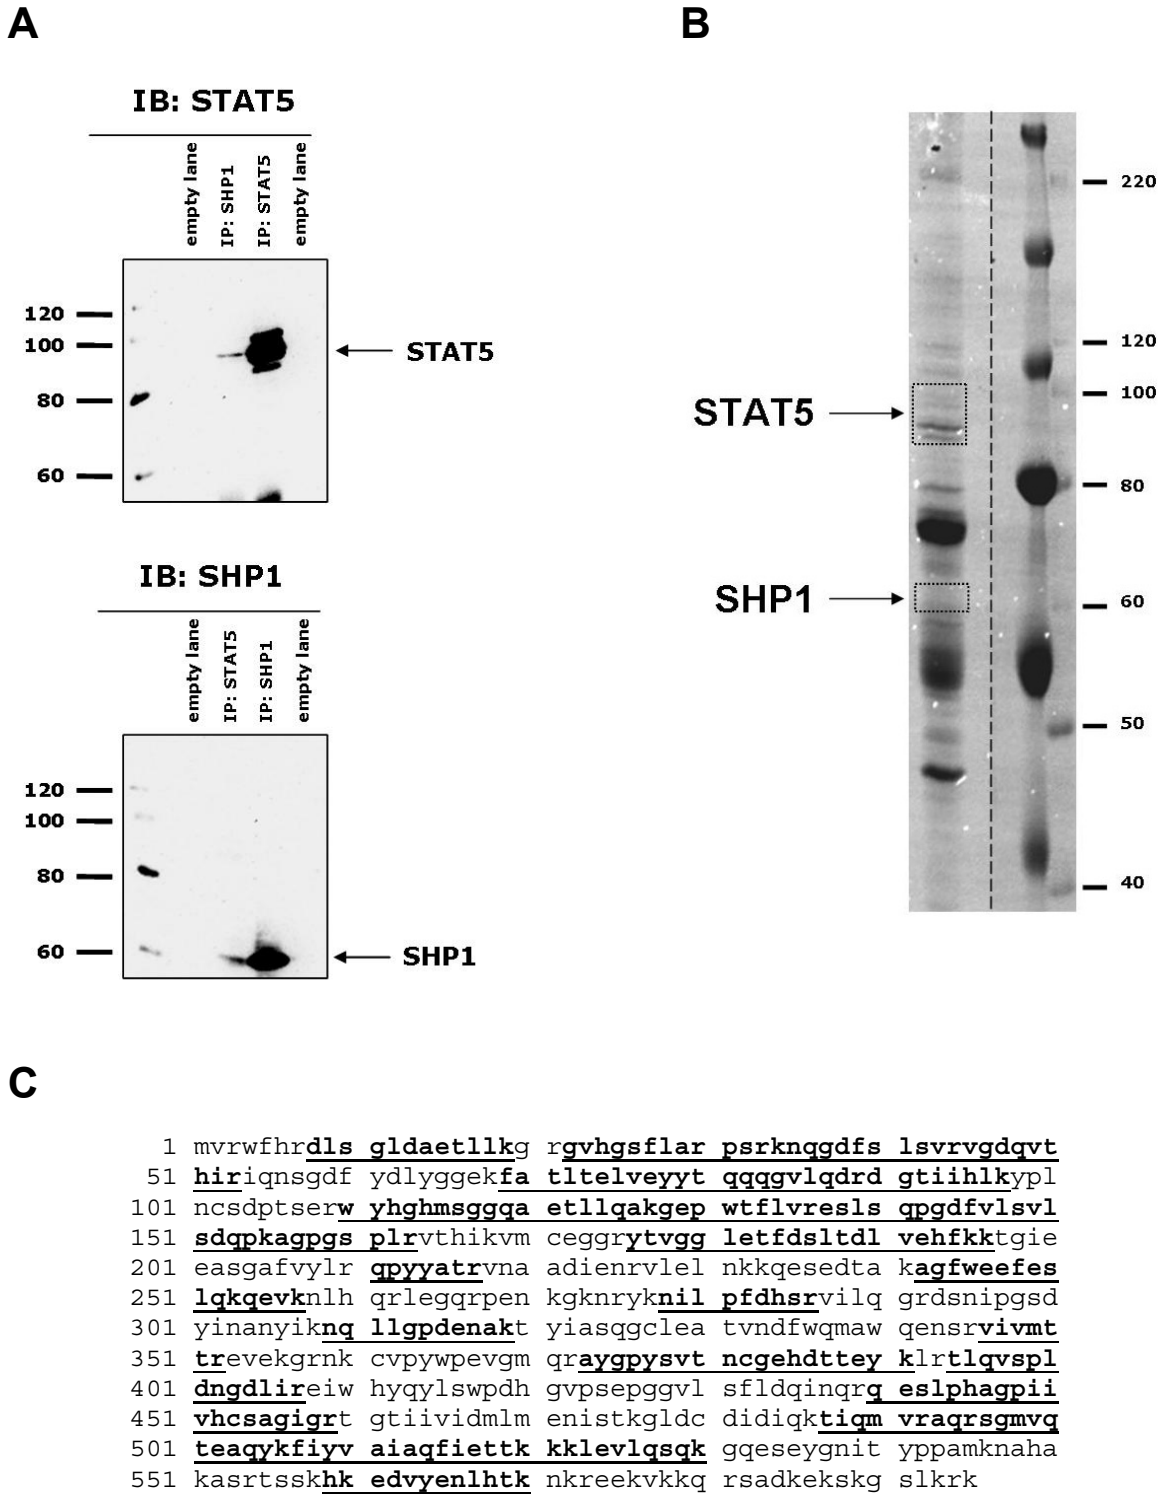 A
B
IB: STAT5
empty lane
IP: SHP1
IP: STAT5
empty lane
120
100
80
60
STAT5
IB: SHP1
empty lane
IP: STAT5
IP: SHP1
empty lane
120
100
80
60
SHP1
STAT5
SHP1
220
120
100
80
60
50
40
C
1 mvrwfhrdls gldaetllkg rgvhgsflar psrknqgdfs lsvrvgdqvt
51 hiriqnsgdf ydlyggekfa tltelveyyt qqqgvlqdrd gtiihlkypl
101 ncsdptserw yhghmsggqa etllqakgep wtflvresls qpgdfvlsvl
151 sdqpkagpgs plrvthikvm ceggrytvgg letfdsltdl vehfkktgie
201 easgafvylr qpyyatrvna adienrvlel nkkqesedta kagfweefes
251 lqkqevknlh qrlegqrpen kgknryknil pfdhsrvilq grdsnipgsd
301 yinanyiknq llgpdenakt yiasqgclea tvndfwqmaw qensrvivmt
351 trevekgrnk cvpywpevgm qraygpysvt ncgehdttey klrtlqvspl
401 dngdlireiw hyqylswpdh gvpsepggvl sfldqinqrq eslphagpii
451 vhcsagigrt gtiividmlm enistkgldc didiqktiqm vraqrsgmvq
501 teaqykfiyv aiaqfiettk kklevlqsqk gqeseygnit yppamknaha
551 kasrtsskhk edvyenlhtk nkreekvkkq rsadkekskg slkrk